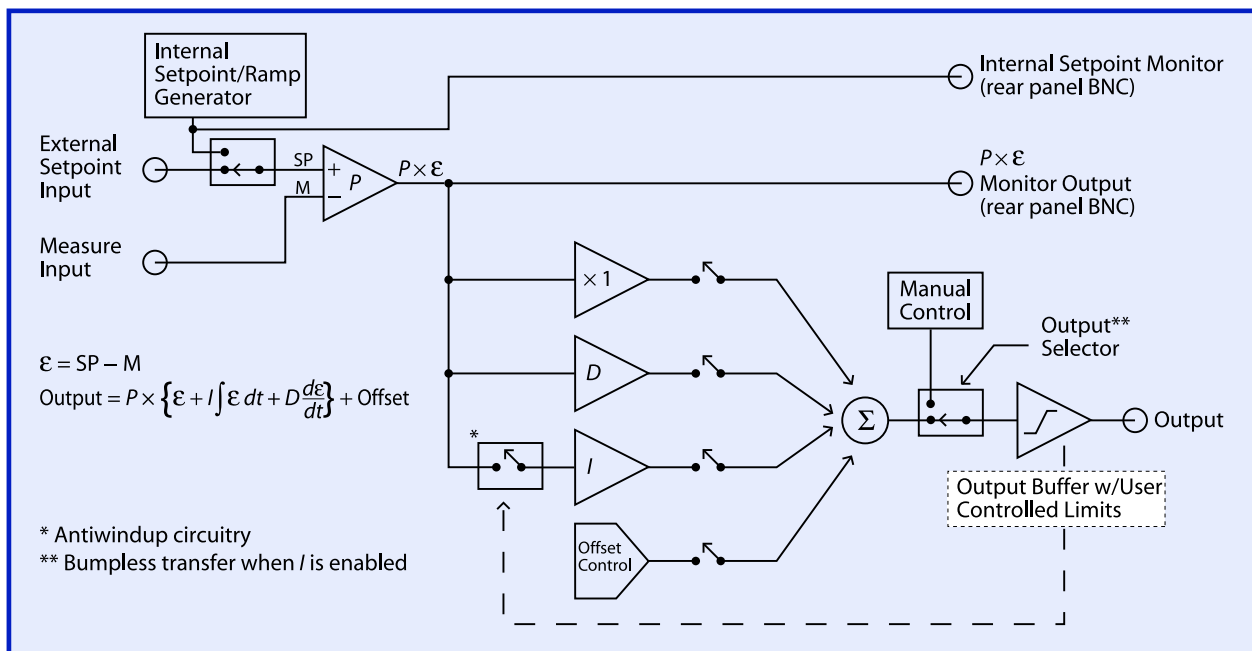 Internal
Setpoint/Ramp
Generator
Internal Setpoint Monitor
(rear panel BNC)
External
Setpoint
Input
SP
+
P
M
−
P × ε
P × ε
Monitor Output
(rear panel BNC)
Measure
Input
× 1
Manual
Control
Output**
Selector
ε = SP − M
Output = P × {ε + I∫ε dt + D dε/dt} + Offset
D
Σ
Output
*
I
Output Buffer w/User
Controlled Limits
* Antiwindup circuitry
** Bumpless transfer when I is enabled
Offset
Control